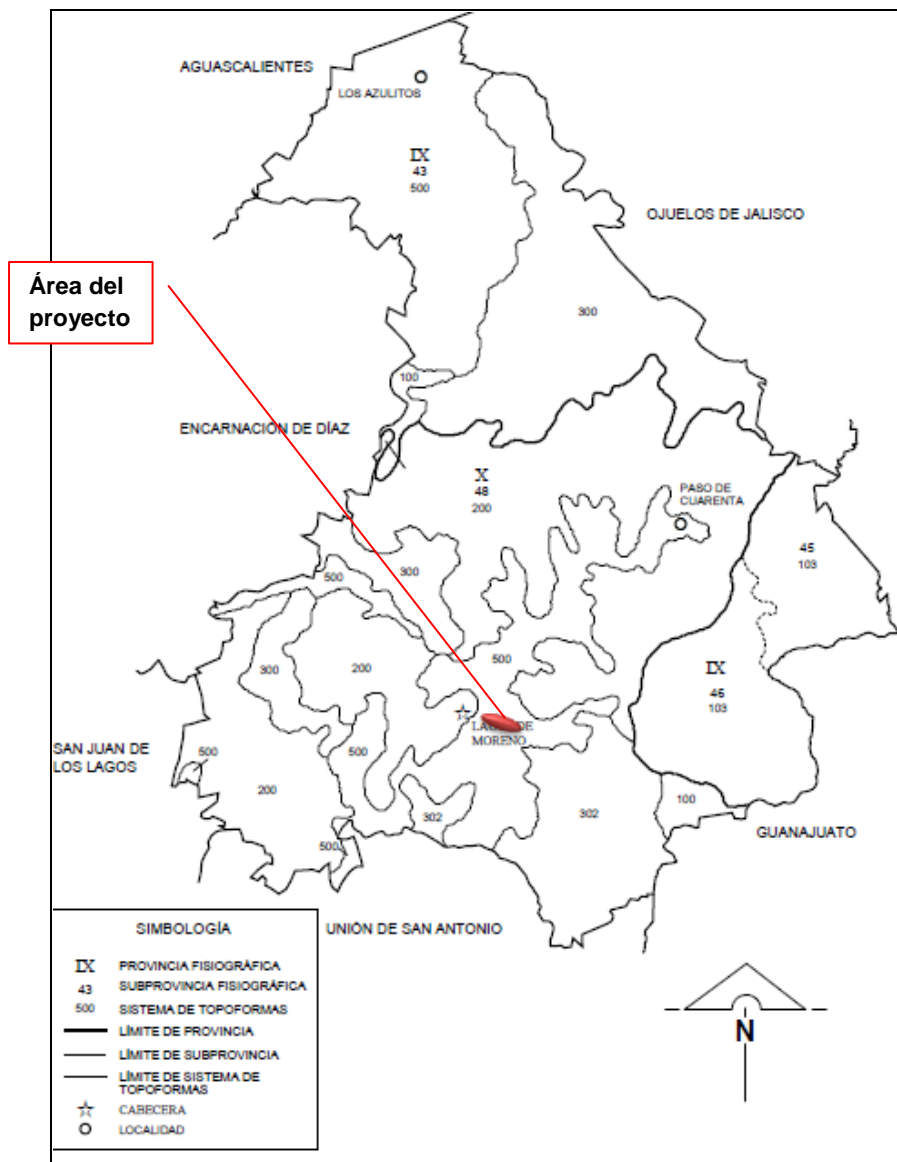 AGUASCALIENTES
LOS AZULITOS
IX
43
500
OJUELOS DE JALISCO
Área del
proyecto
300
100
ENCARNACIÓN DE DÍAZ
X
48
200
PASO DE
CUARENTA
45
103
300
500
500
300
200
IX
46
103
LAGOS DE
MORENO
SAN JUAN DE
LOS LAGOS
500
500
200
100
302
302
GUANAJUATO
500
UNIÓN DE SAN ANTONIO
SIMBOLOGÍA
IX PROVINCIA FISIOGRÁFICA
43 SUBPROVINCIA FISIOGRÁFICA
500 SISTEMA DE TOPOFORMAS
LÍMITE DE PROVINCIA
LÍMITE DE SUBPROVINCIA
LÍMITE DE SISTEMA DE
TOPOFORMAS
CABECERA
LOCALIDAD
N